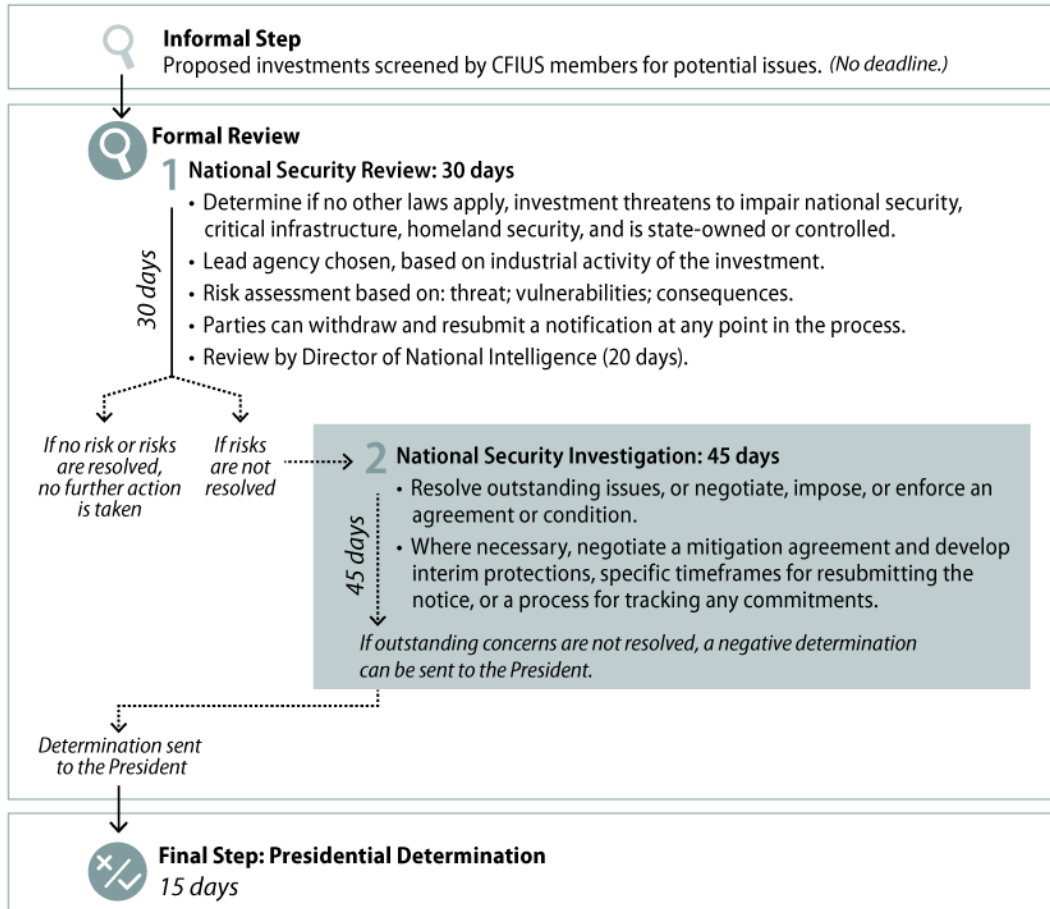 Informal Step
Proposed investments screened by CFIUS members for potential issues. (No deadline.)
Formal Review
1 National Security Review: 30 days
• Determine if no other laws apply, investment threatens to impair national security,
critical infrastructure, homeland security, and is state-owned or controlled.
• Lead agency chosen, based on industrial activity of the investment.
• Risk assessment based on: threat; vulnerabilities; consequences.
• Parties can withdraw and resubmit a notification at any point in the process.
• Review by Director of National Intelligence (20 days).
30 days
If no risk or risks
are resolved,
no further action
is taken
If risks
are not
resolved
2 National Security Investigation: 45 days
• Resolve outstanding issues, or negotiate, impose, or enforce an
agreement or condition.
• Where necessary, negotiate a mitigation agreement and develop
interim protections, specific timeframes for resubmitting the
notice, or a process for tracking any commitments.
45 days
If outstanding concerns are not resolved, a negative determination
can be sent to the President.
Determination sent
to the President
Final Step: Presidential Determination
15 days